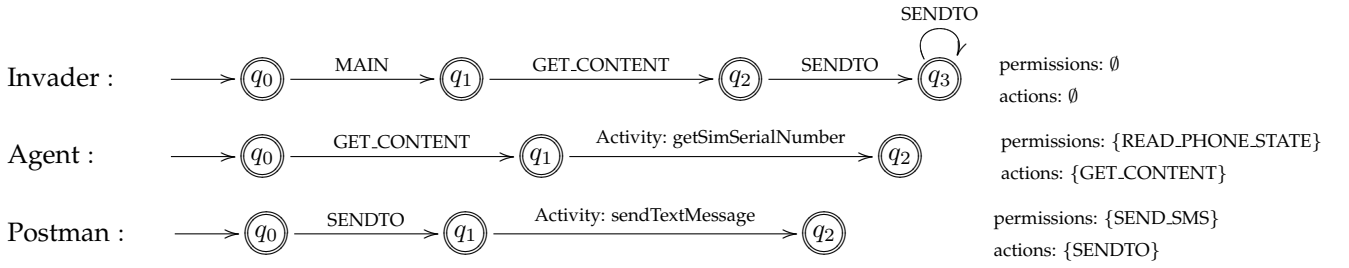 SENDTO
Invader : q0 MAIN q1 GET_CONTENT q2 SENDTO q3 permissions: ∅
actions: ∅
Agent : q0 GET_CONTENT q1 Activity: getSimSerialNumber q2 permissions: {READ_PHONE_STATE}
actions: {GET_CONTENT}
Postman : q0 SENDTO q1 Activity: sendTextMessage q2 permissions: {SEND_SMS}
actions: {SENDTO}